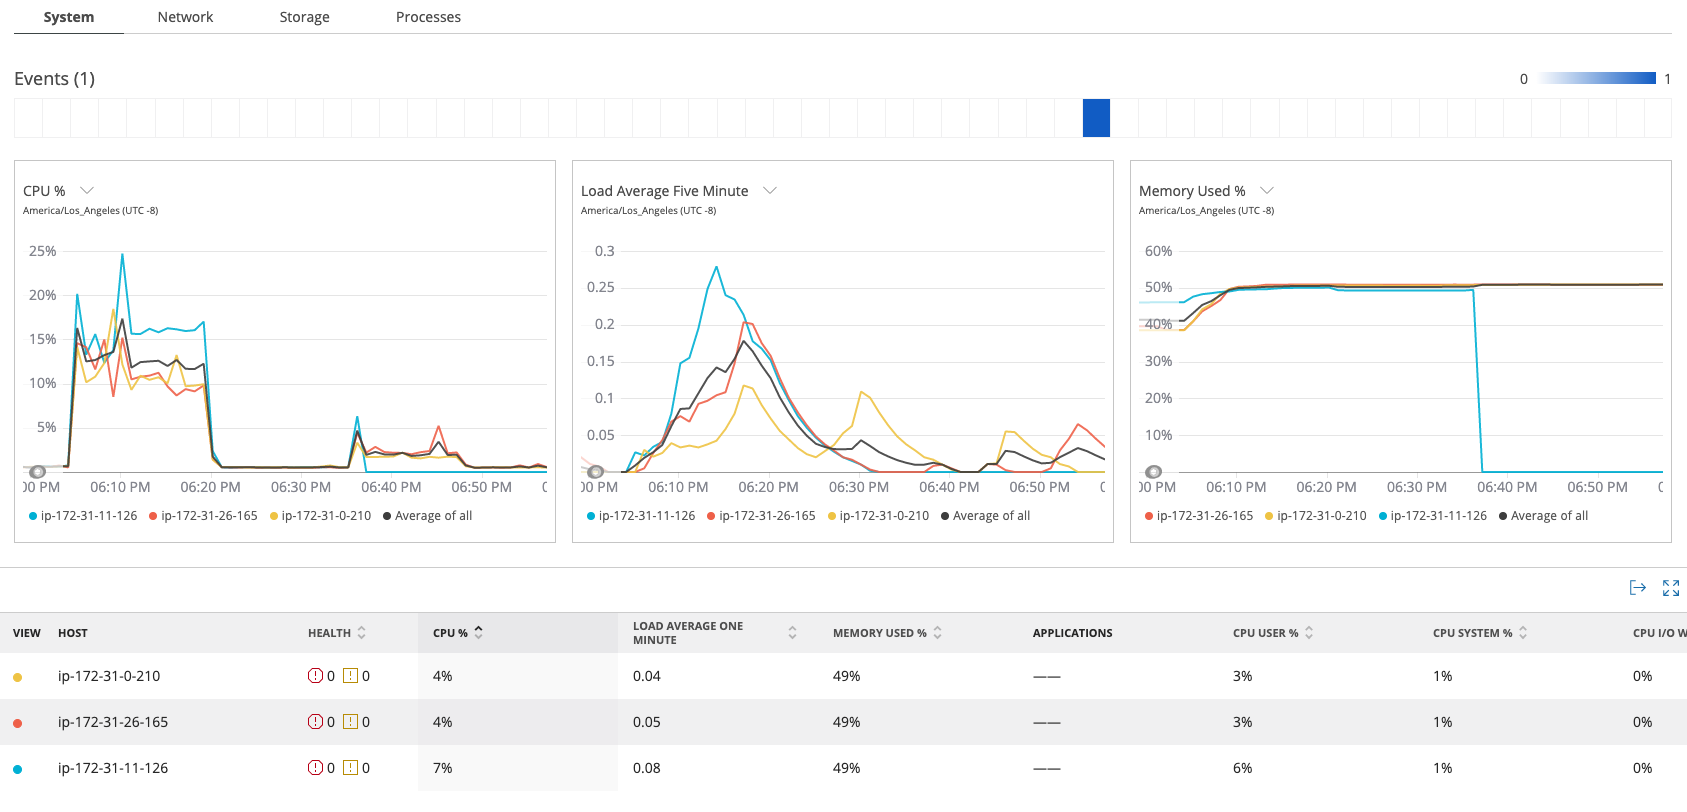 System Network Storage Processes
Events (1)
0 1
CPU %
America/Los_Angeles (UTC -8)
25%
20%
15%
10%
5%
00 PM 06:10 PM 06:20 PM 06:30 PM 06:40 PM 06:50 PM
ip-172-31-11-126 ip-172-31-26-165 ip-172-31-0-210 Average of all
Load Average Five Minute
America/Los_Angeles (UTC -8)
0.3
0.25
0.2
0.15
0.1
0.05
00 PM 06:10 PM 06:20 PM 06:30 PM 06:40 PM 06:50 PM
ip-172-31-11-126 ip-172-31-26-165 ip-172-31-0-210 Average of all
Memory Used %
America/Los_Angeles (UTC -8)
60%
50%
40%
30%
20%
10%
00 PM 06:10 PM 06:20 PM 06:30 PM 06:40 PM 06:50 PM
ip-172-31-26-165 ip-172-31-0-210 ip-172-31-11-126 Average of all
VIEW HOST HEALTH CPU % LOAD AVERAGE ONE MINUTE MEMORY USED % APPLICATIONS CPU USER % CPU SYSTEM % CPU I/O W
ip-172-31-0-210 0 0 4% 0.04 49% —— 3% 1% 0%
ip-172-31-26-165 0 0 4% 0.05 49% —— 3% 1% 0%
ip-172-31-11-126 0 0 7% 0.08 49% —— 6% 1% 0%